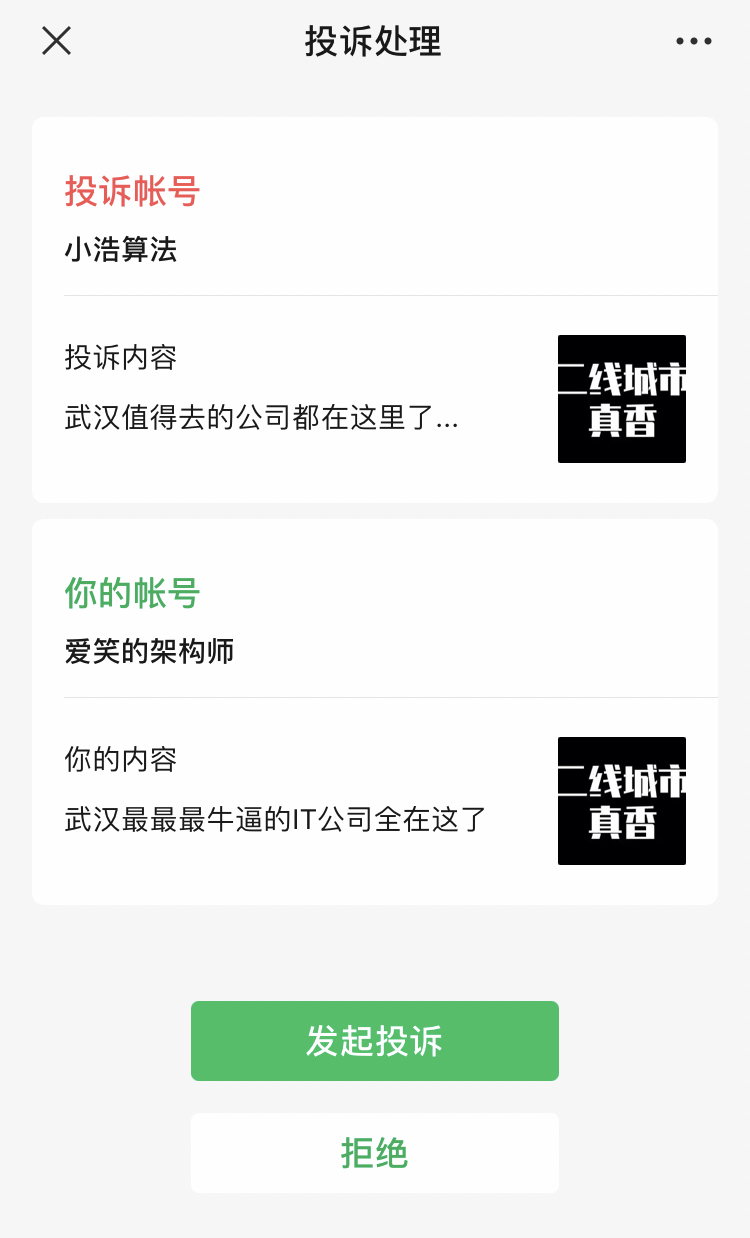 投诉处理
投诉帐号
小浩算法
投诉内容
武汉值得去的公司都在这里了...
二线城市
真香
你的帐号
爱笑的架构师
你的内容
武汉最最最牛逼的IT公司全在这了
二线城市
真香
发起投诉
拒绝